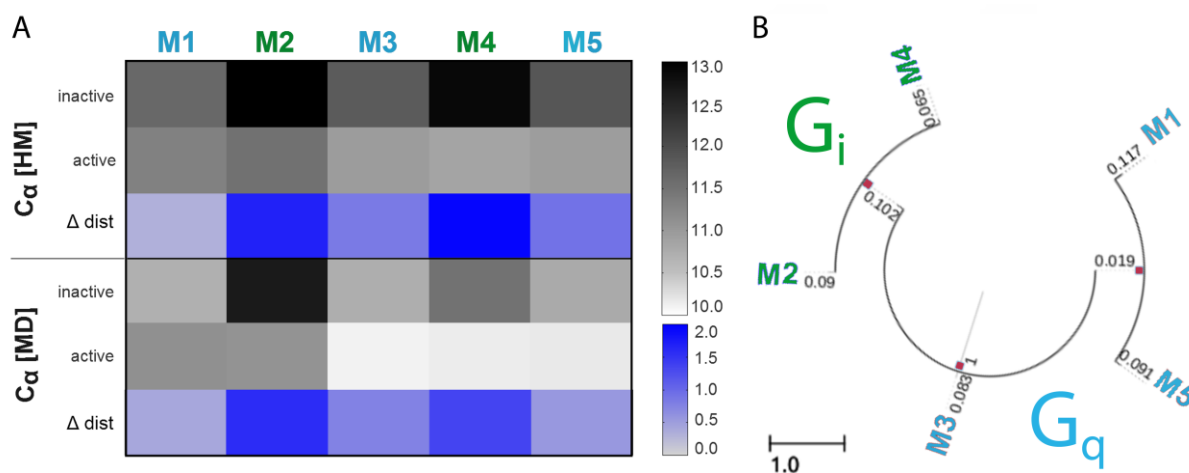 A
M1 M2 M3 M4 M5
Cα [HM]
inactive
active
Δ dist
Cα [MD]
inactive
active
Δ dist
13.0
12.5
12.0
11.5
11.0
10.5
10.0
2.0
1.5
1.0
0.5
0.0
B
M4
0.065
Gi
0.102
M2
0.09
M1
0.117
0.019
0.091
M5
1
0.083
M3
Gq
1.0